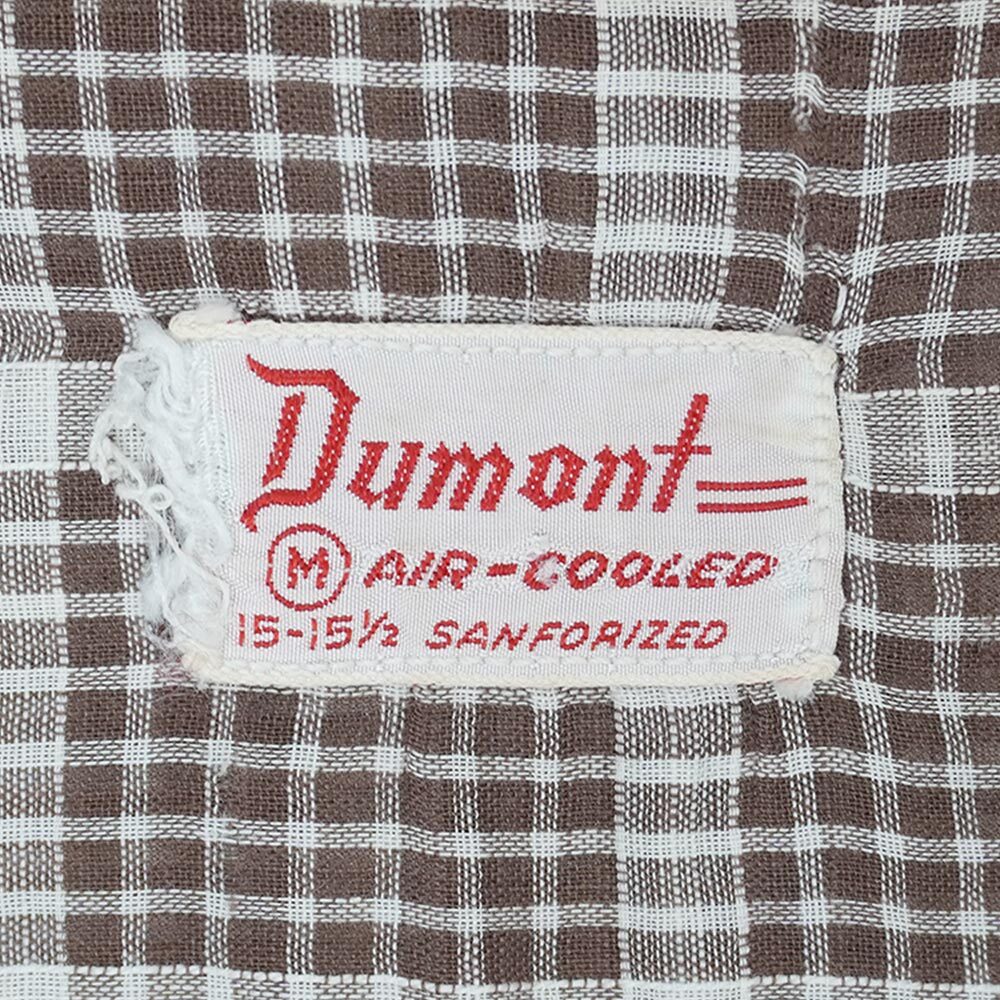 Dumont
M AIR-COOLED
15-15½ SANFORIZED